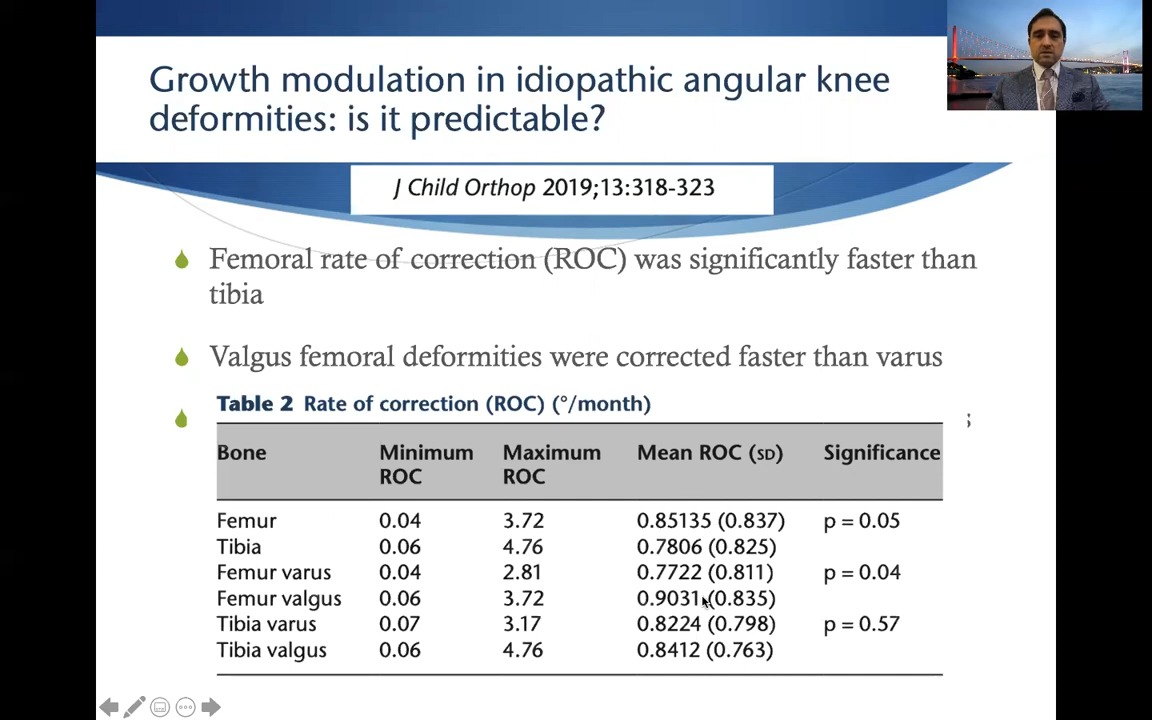 Growth modulation in idiopathic angular knee
deformities: is it predictable?
J Child Orthop 2019;13:318-323
Femoral rate of correction (ROC) was significantly faster than
tibia
Valgus femoral deformities were corrected faster than varus
Table 2 Rate of correction (ROC) (°/month)
Bone Minimum ROC Maximum ROC Mean ROC (SD) Significance
Femur 0.04 3.72 0.85135 (0.837) p = 0.05
Tibia 0.06 4.76 0.7806 (0.825)
Femur varus 0.04 2.81 0.7722 (0.811) p = 0.04
Femur valgus 0.06 3.72 0.9031 (0.835)
Tibia varus 0.07 3.17 0.8224 (0.798) p = 0.57
Tibia valgus 0.06 4.76 0.8412 (0.763)